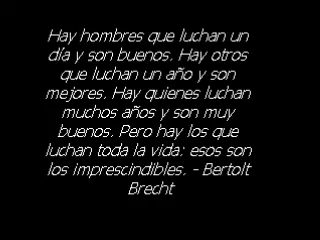 Hay hombres que luchan un
día y son buenos. Hay otros
que luchan un año y son
mejores. Hay quienes luchan
muchos años y son muy
buenos. Pero hay los que
luchan toda la vida: esos son
los imprescindibles. - Bertolt
Brecht